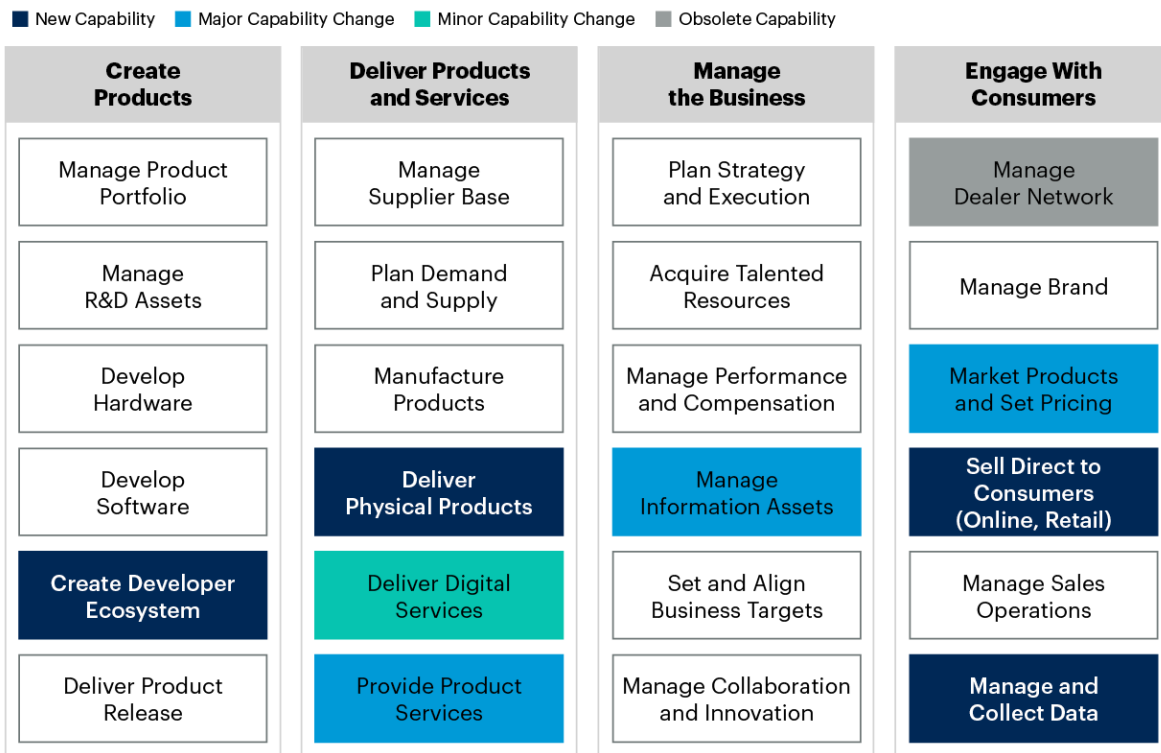 New Capability
Major Capability Change
Minor Capability Change
Obsolete Capability
Create
Products
Manage Product
Portfolio
Manage
R&D Assets
Develop
Hardware
Develop
Software
Create Developer
Ecosystem
Deliver Product
Release
Deliver Products
and Services
Manage
Supplier Base
Plan Demand
and Supply
Manufacture
Products
Deliver
Physical Products
Deliver Digital
Services
Provide Product
Services
Manage
the Business
Plan Strategy
and Execution
Acquire Talented
Resources
Manage Performance
and Compensation
Manage
Information Assets
Set and Align
Business Targets
Manage Collaboration
and Innovation
Engage With
Consumers
Manage
Dealer Network
Manage Brand
Market Products
and Set Pricing
Sell Direct to
Consumers
(Online, Retail)
Manage Sales
Operations
Manage and
Collect Data